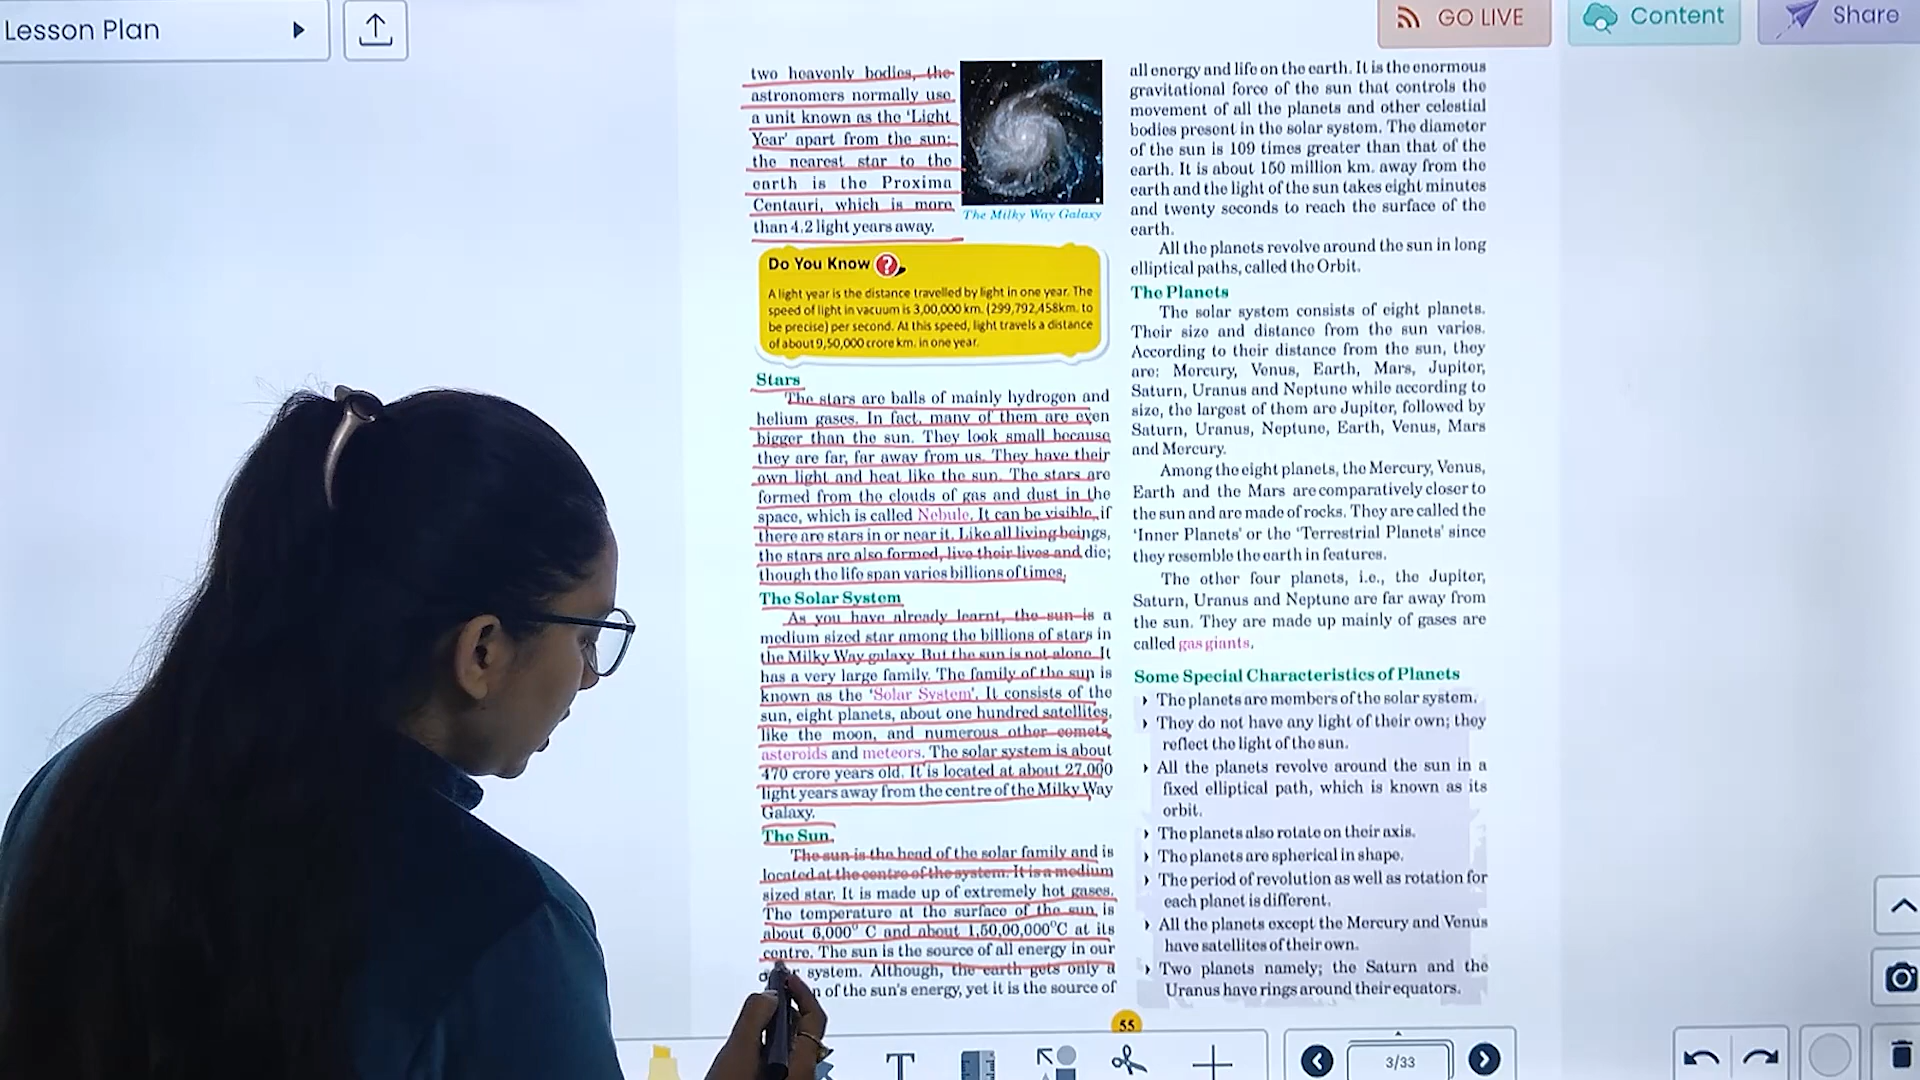 Lesson Plan
GO LIVE
Content
Share
two heavenly bodies, the
astronomers normally use
a unit known as the 'Light
Year' apart from the sun;
the nearest star to the
earth is the Proxima
Centauri, which is more
than 4.2 light years away.
The Milky Way Galaxy
Do You Know ?
A light year is the distance travelled by light in one year. The
speed of light in vacuum is 3,00,000 km. (299,792,458km. to
be precise) per second. At this speed, light travels a distance
of about 9,50,000 crore km. in one year.
Stars
The stars are balls of mainly hydrogen and
helium gases. In fact, many of them are even
bigger than the sun. They look small because
they are far, far away from us. They have their
own light and heat like the sun. The stars are
formed from the clouds of gas and dust in the
space, which is called Nebule. It can be visible, if
there are stars in or near it. Like all living beings,
the stars are also formed, live their lives and die;
though the life span varies billions of times.
The Solar System
As you have already learnt, the sun is a
medium sized star among the billions of stars in
the Milky Way galaxy. But the sun is not alone. It
has a very large family. The family of the sun is
known as the 'Solar System'. It consists of the
sun, eight planets, about one hundred satellites,
like the moon, and numerous other comets,
asteroids and meteors. The solar system is about
470 crore years old. It is located at about 27,000
light years away from the centre of the Milky Way
Galaxy.
The Sun
The sun is the head of the solar family and is
located at the centre of the system. It is a medium
sized star. It is made up of extremely hot gases.
The temperature at the surface of the sun is
about 6,000° C and about 1,50,00,000°C at its
centre. The sun is the source of all energy in our
system. Although, the earth gets only a
of the sun's energy, yet it is the source of
all energy and life on the earth. It is the enormous
gravitational force of the sun that controls the
movement of all the planets and other celestial
bodies present in the solar system. The diameter
of the sun is 109 times greater than that of the
earth. It is about 150 million km. away from the
earth and the light of the sun takes eight minutes
and twenty seconds to reach the surface of the
earth.
All the planets revolve around the sun in long
elliptical paths, called the Orbit.
The Planets
The solar system consists of eight planets.
Their size and distance from the sun varies.
According to their distance from the sun, they
are: Mercury, Venus, Earth, Mars, Jupiter,
Saturn, Uranus and Neptune while according to
size, the largest of them are Jupiter, followed by
Saturn, Uranus, Neptune, Earth, Venus, Mars
and Mercury.
Among the eight planets, the Mercury, Venus,
Earth and the Mars are comparatively closer to
the sun and are made of rocks. They are called the
'Inner Planets' or the 'Terrestrial Planets' since
they resemble the earth in features.
The other four planets, i.e., the Jupiter,
Saturn, Uranus and Neptune are far away from
the sun. They are made up mainly of gases are
called gas giants.
Some Special Characteristics of Planets
The planets are members of the solar system.
They do not have any light of their own; they
reflect the light of the sun.
All the planets revolve around the sun in a
fixed elliptical path, which is known as its
orbit.
The planets also rotate on their axis.
The planets are spherical in shape.
The period of revolution as well as rotation for
each planet is different.
All the planets except the Mercury and Venus
have satellites of their own.
Two planets namely; the Saturn and the
Uranus have rings around their equators.
55
T
3/33